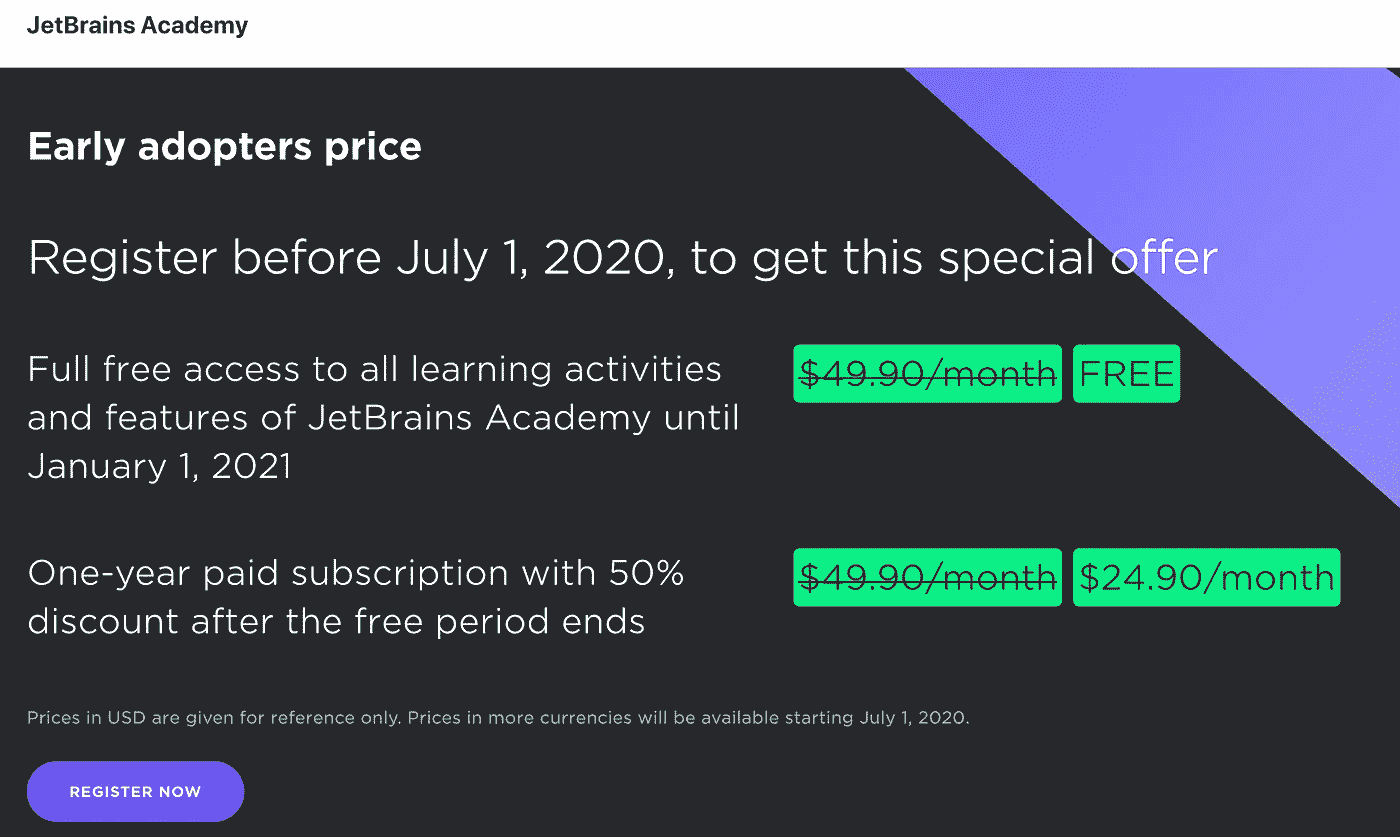 JetBrains Academy
Early adopters price
Register before July 1, 2020, to get this special offer
Full free access to all learning activities
and features of JetBrains Academy until
January 1, 2021
$49.90/month FREE
One-year paid subscription with 50%
discount after the free period ends
$49.90/month $24.90/month
Prices in USD are given for reference only. Prices in more currencies will be available starting July 1, 2020.
REGISTER NOW